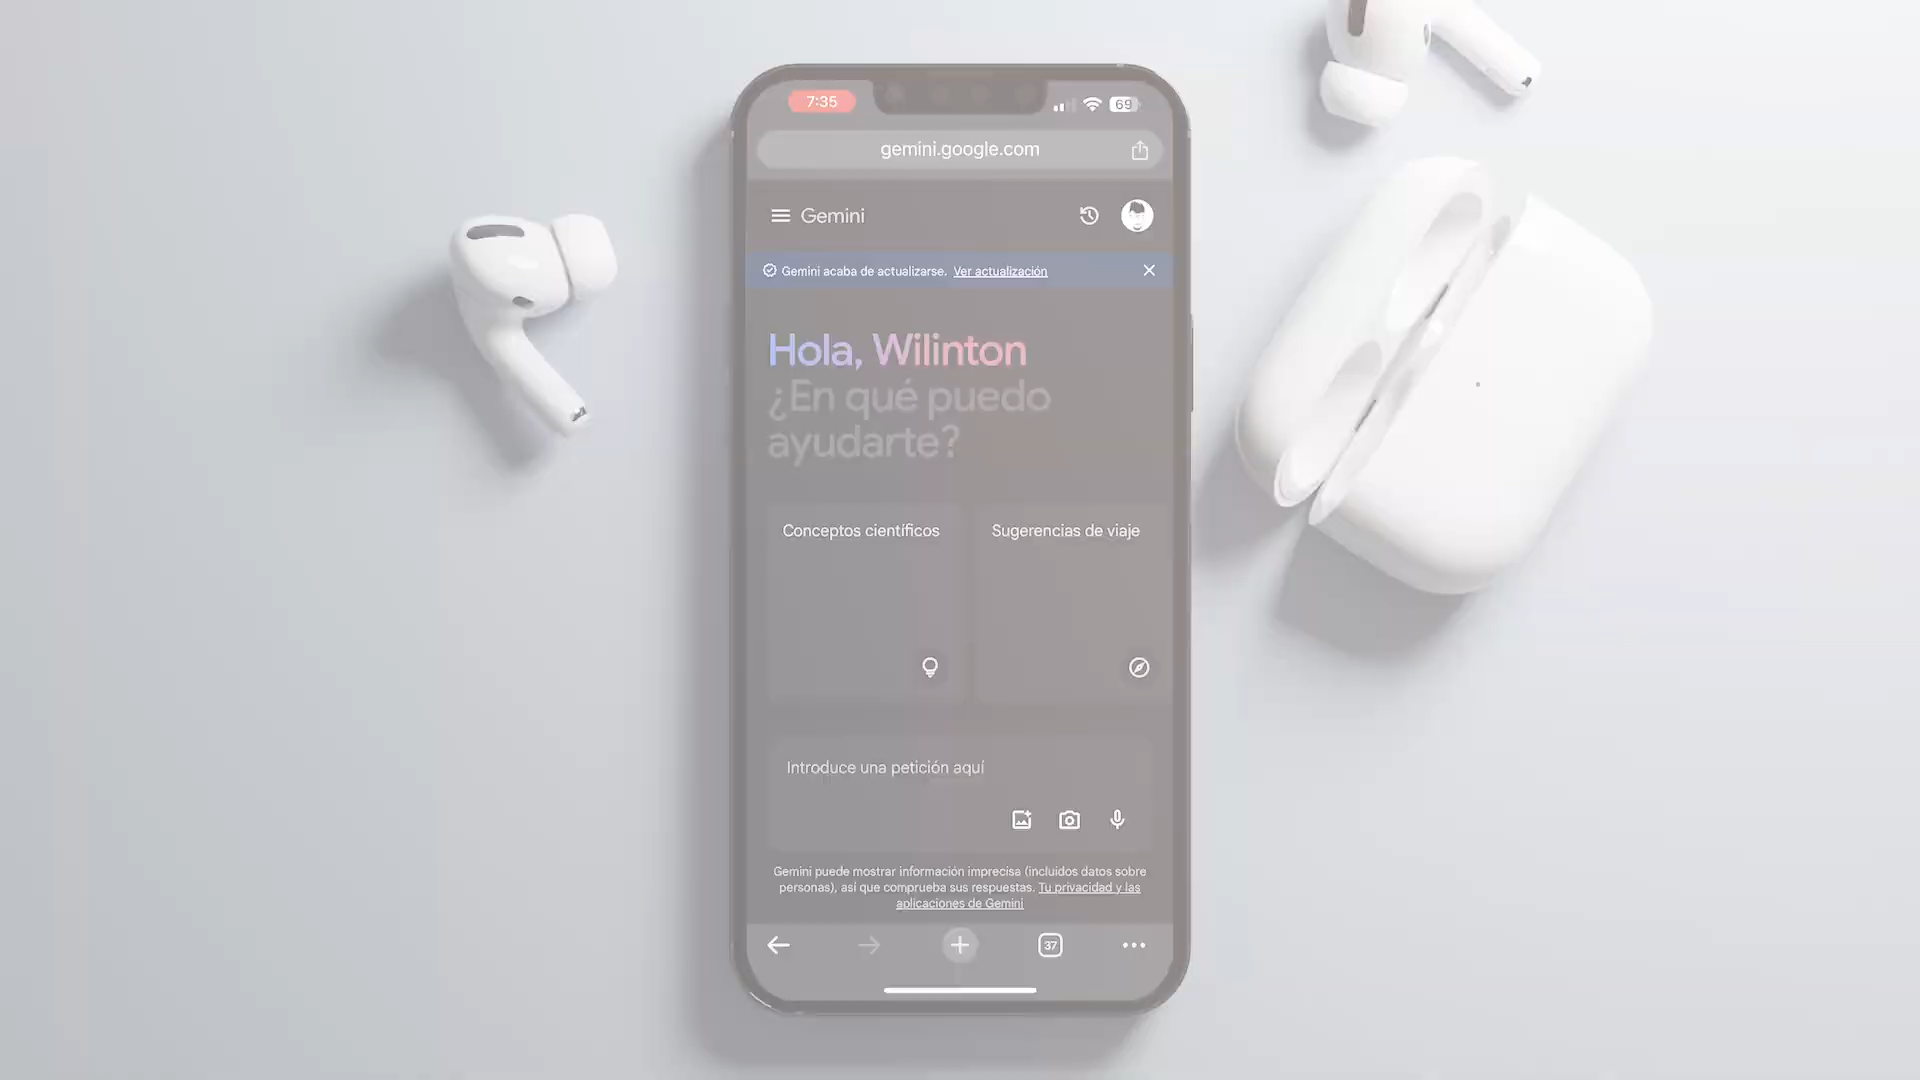 7:35
69
gemini.google.com
Gemini
Gemini acaba de actualizarse. Ver actualización
Hola, Wilinton
¿En qué puedo
ayudarte?
Conceptos científicos
Sugerencias de viaje
Introduce una petición aquí
Gemini puede mostrar información imprecisa (incluidos datos sobre
personas), así que comprueba sus respuestas. Tu privacidad y las
aplicaciones de Gemini
37